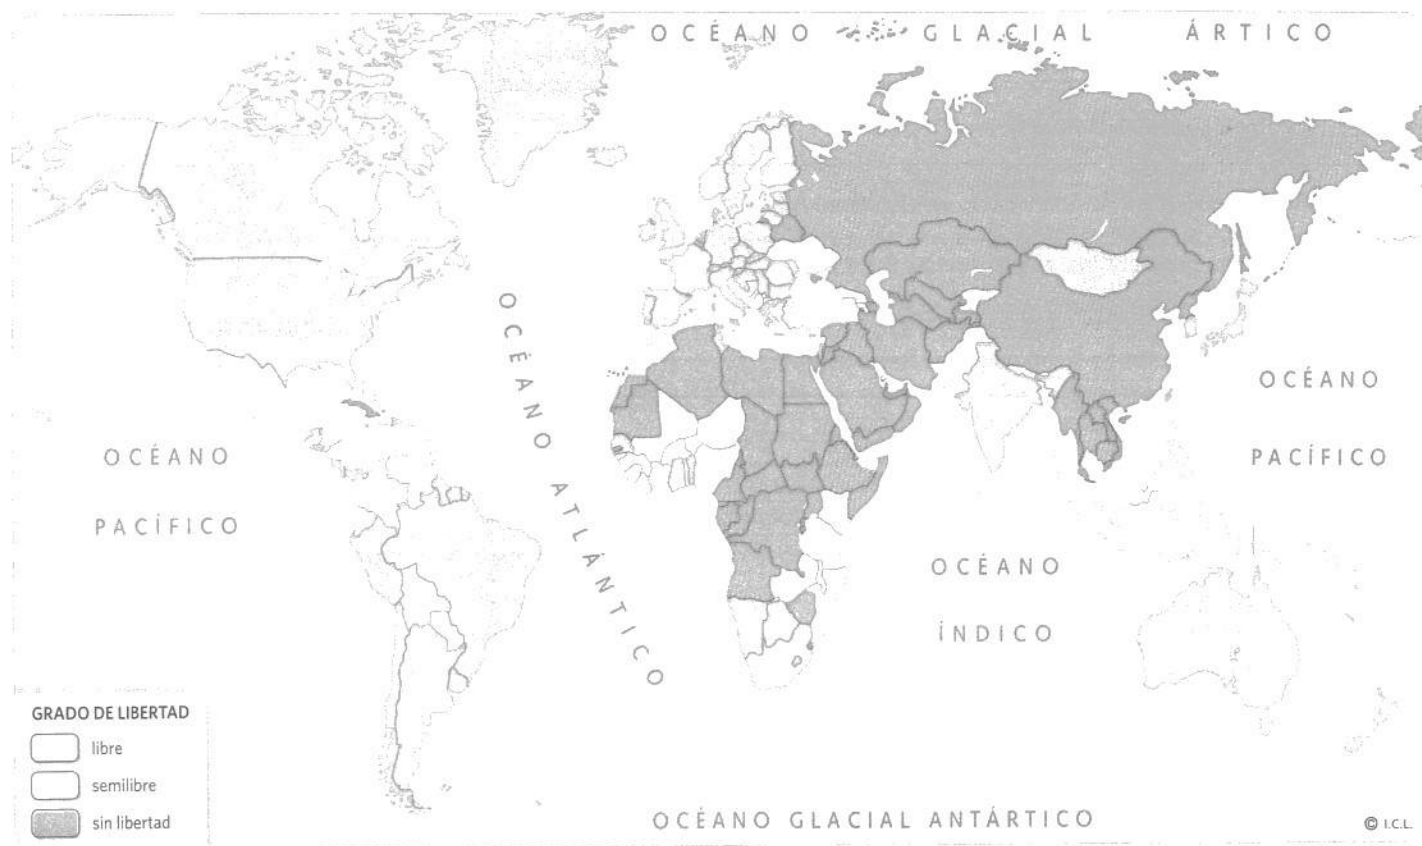 OCÉANO GLACIAL ÁRTICO
OCÉANO ATLÁNTICO
OCÉANO
PACÍFICO
OCÉANO
PACÍFICO
OCÉANO
ÍNDICO
GRADO DE LIBERTAD
libre
semilibre
sin libertad
OCÉANO GLACIAL ANTÁRTICO
© I.C.L.